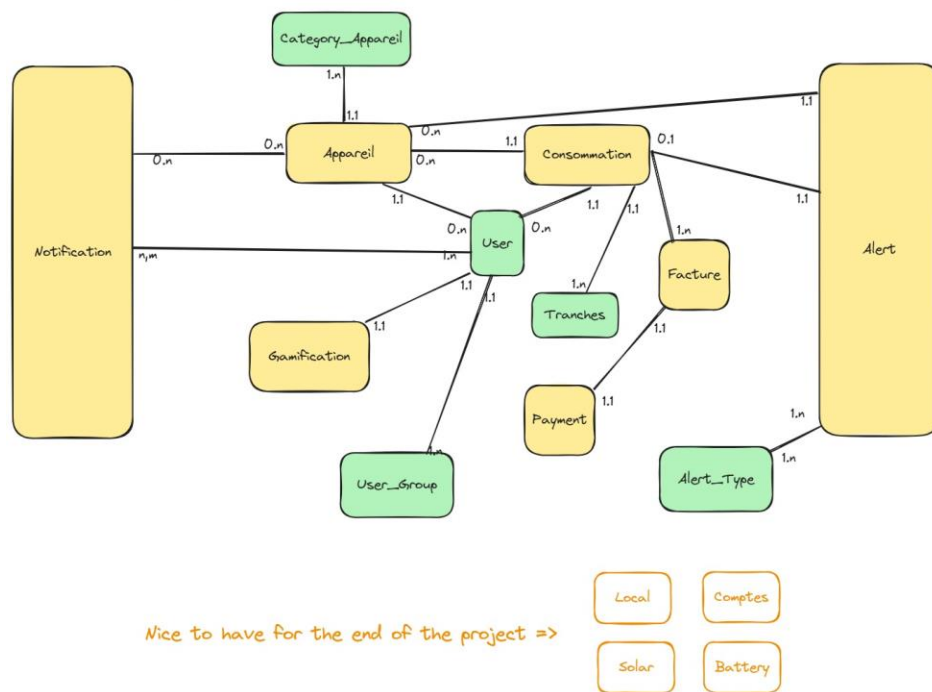 Category_Appareil
1.n
1.1
Appareil
0.n
0.n
0.n
0.n
1.1
1.1
Consommation
0.1
1.1
1.1
Notification
n,m
1.n
0.n
User
0.n
1.1
1.1
1.n
Facture
Alert
1.1
1.1
1.1
Gamification
1.n
Tranches
1.1
1.1
Payment
1.n
User_Group
1.n
1.n
Alert_Type
Nice to have for the end of the project =>
Local
Comptes
Solar
Battery